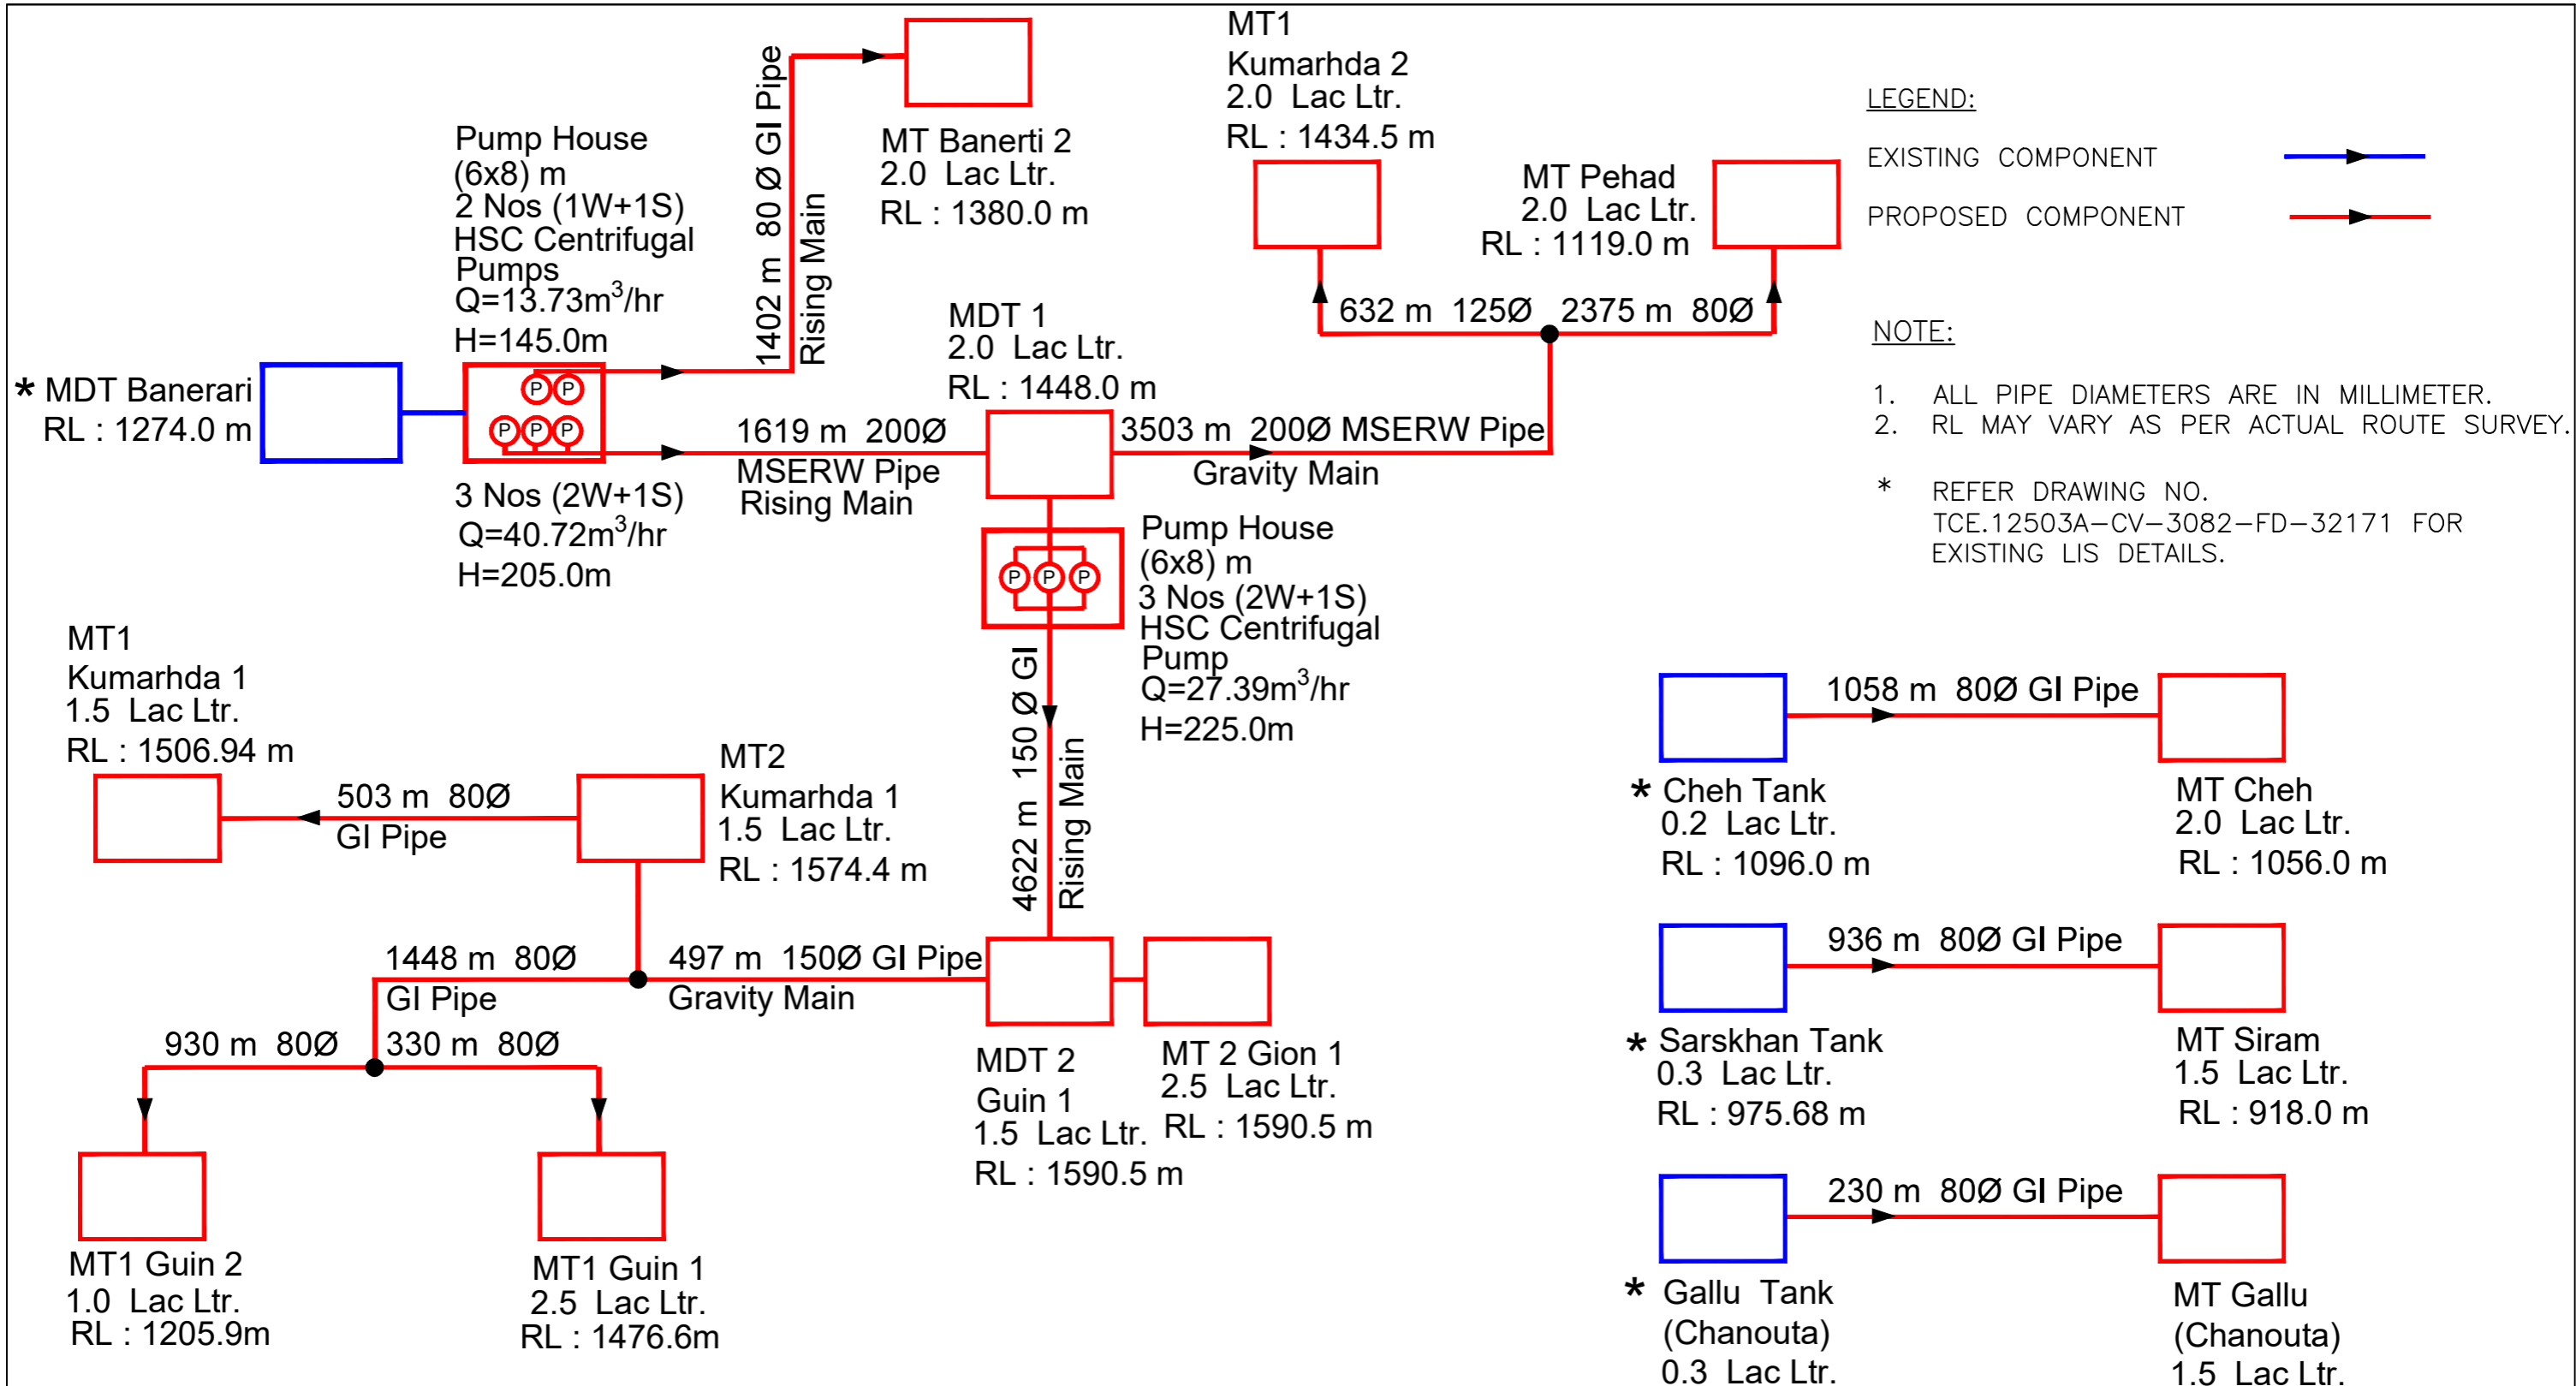 MT1
Kumarhda 2
2.0 Lac Ltr.
RL : 1434.5 m
1402 m 80 Ø GI Pipe
Rising Main
MT Banerti 2
2.0 Lac Ltr.
RL : 1380.0 m
Pump House
(6x8) m
2 Nos (1W+1S)
HSC Centrifugal
Pumps
Q=13.73m³/hr
H=145.0m
MT Pehad
2.0 Lac Ltr.
RL : 1119.0 m
632 m 125Ø
2375 m 80Ø
LEGEND:
EXISTING COMPONENT
PROPOSED COMPONENT
NOTE:
1. ALL PIPE DIAMETERS ARE IN MILLIMETER.
2. RL MAY VARY AS PER ACTUAL ROUTE SURVEY.
* REFER DRAWING NO.
TCE.12503A-CV-3082-FD-32171 FOR
EXISTING LIS DETAILS.
* MDT Banerari
RL : 1274.0 m
P P
P P P
3 Nos (2W+1S)
Q=40.72m³/hr
H=205.0m
1619 m 200Ø
MSERW Pipe
Rising Main
MDT 1
2.0 Lac Ltr.
RL : 1448.0 m
3503 m 200Ø MSERW Pipe
Gravity Main
P P P
Pump House
(6x8) m
3 Nos (2W+1S)
HSC Centrifugal
Pump
Q=27.39m³/hr
H=225.0m
4622 m 150 Ø GI
Rising Main
MT1
Kumarhda 1
1.5 Lac Ltr.
RL : 1506.94 m
503 m 80Ø
GI Pipe
MT2
Kumarhda 1
1.5 Lac Ltr.
RL : 1574.4 m
1448 m 80Ø
GI Pipe
497 m 150Ø GI Pipe
Gravity Main
930 m 80Ø
330 m 80Ø
MDT 2
Guin 1
1.5 Lac Ltr.
RL : 1590.5 m
MT 2 Gion 1
2.5 Lac Ltr.
RL : 1590.5 m
MT1 Guin 2
1.0 Lac Ltr.
RL : 1205.9m
MT1 Guin 1
2.5 Lac Ltr.
RL : 1476.6m
1058 m 80Ø GI Pipe
* Cheh Tank
0.2 Lac Ltr.
RL : 1096.0 m
MT Cheh
2.0 Lac Ltr.
RL : 1056.0 m
936 m 80Ø GI Pipe
* Sarskhan Tank
0.3 Lac Ltr.
RL : 975.68 m
MT Siram
1.5 Lac Ltr.
RL : 918.0 m
230 m 80Ø GI Pipe
* Gallu Tank
(Chanouta)
0.3 Lac Ltr.
MT Gallu
(Chanouta)
1.5 Lac Ltr.